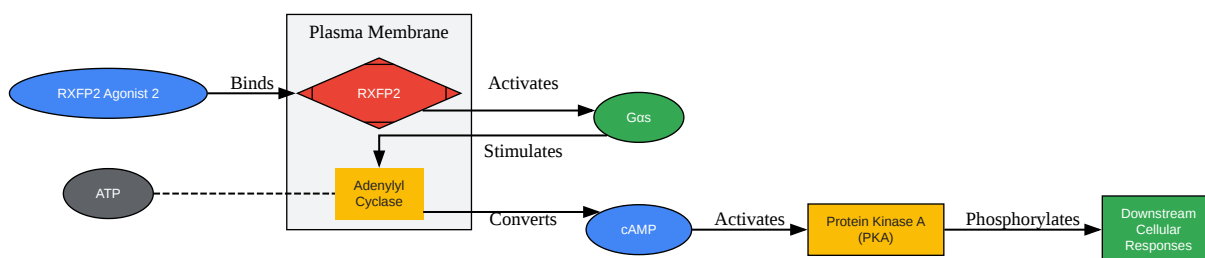 Plasma Membrane
RXFP2 Agonist 2
Binds
RXFP2
Activates
Gαs
Stimulates
ATP
Adenylyl
Cyclase
Converts
cAMP
Activates
Protein Kinase A
(PKA)
Phosphorylates
Downstream
Cellular
Responses